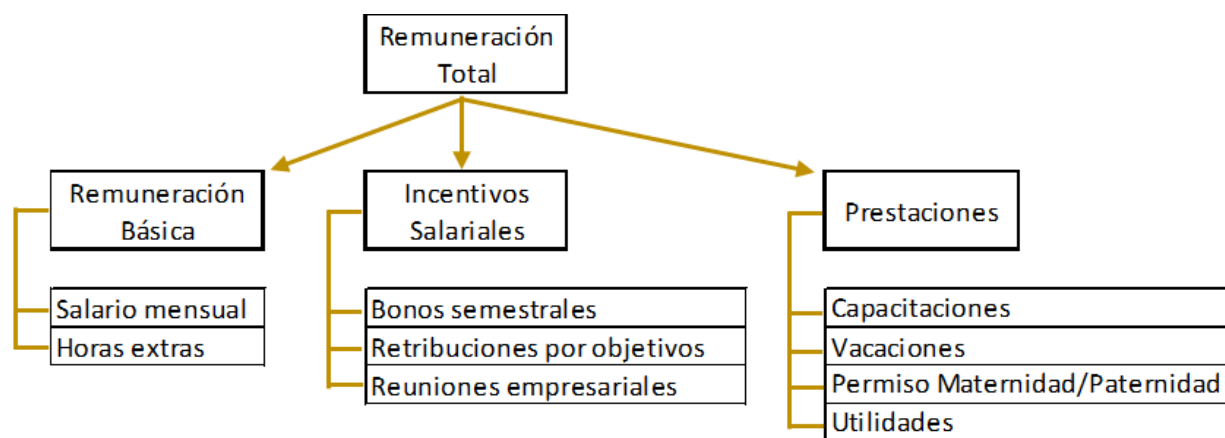 Remuneración
Total
Remuneración
Básica
Salario mensual
Horas extras
Incentivos
Salariales
Bonos semestrales
Retribuciones por objetivos
Reuniones empresariales
Prestaciones
Capacitaciones
Vacaciones
Permiso Maternidad/Paternidad
Utilidades